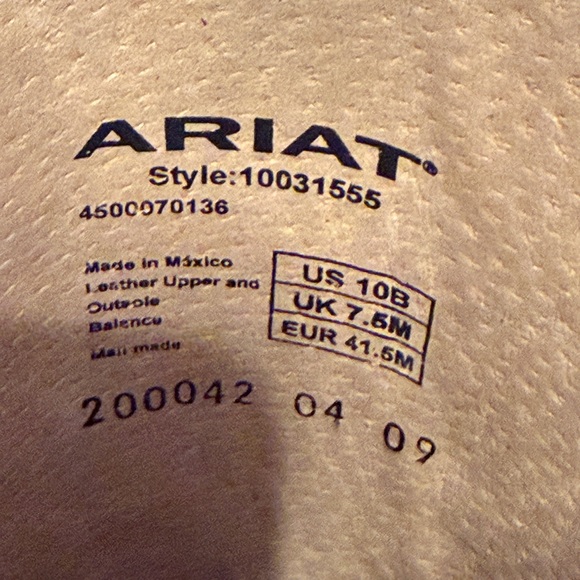 ARIAT®
Style:10031555
4500070136
Made in México
Leather Upper and
Outsole
Balance
Man made
US 10B
UK 7.5M
EUR 41.5M
200042 04 09